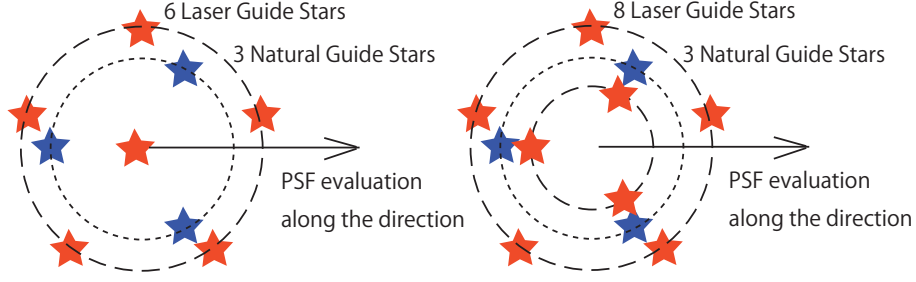 6 Laser Guide Stars
3 Natural Guide Stars
PSF evaluation
along the direction
8 Laser Guide Stars
3 Natural Guide Stars
PSF evaluation
along the direction